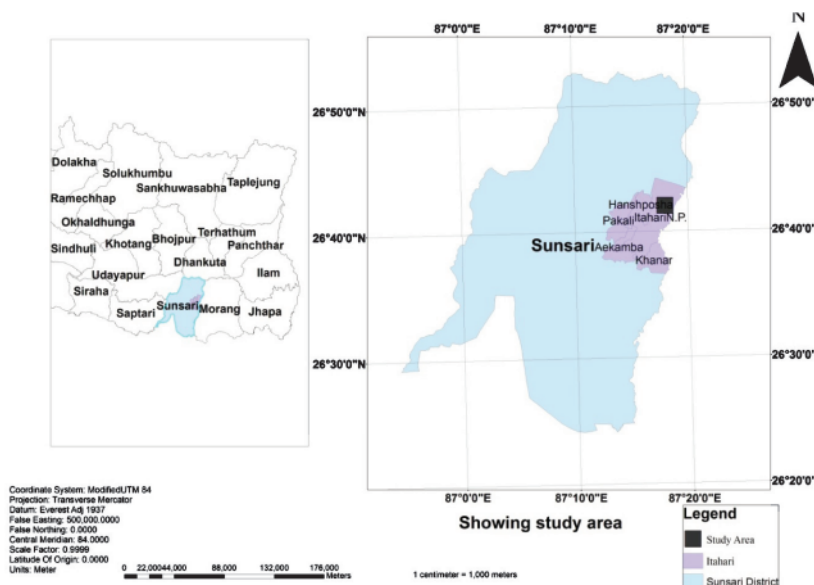 Dolakha
Solukhumbu
Sankhuwasabha
Taplejung
Ramechhap
Okhaldhunga
Terhathum
Bhojpur
Khotang
Panchthar
Sindhuli
Dhankuta
Udayapur
Ilam
Siraha
Sunsari
Morang
Saptari
Jhapa
N
87°0'0"E
87°10'0"E
87°20'0"E
26°50'0"N
26°50'0"N
26°40'0"N
26°40'0"N
26°30'0"N
26°30'0"N
26°20'0"N
Hanshposha
Pakali
ItahariN.P.
Sunsari
Aekamba
Khanar
87°0'0"E
87°10'0"E
87°20'0"E
Showing study area
Legend
Study Area
Itahari
Sunsari District
Coordinate System: ModifiedUTM 84
Projection: Transverse Mercator
Datum: Everest Adj 1937
False Easting: 500,000.0000
False Northing: 0.0000
Central Meridian: 84.0000
Scale Factor: 0.9999
Latitude Of Origin: 0.0000
Units: Meter
0 22,00044,000 88,000 132,000 176,000
Meters
1 centimeter = 1,000 meters